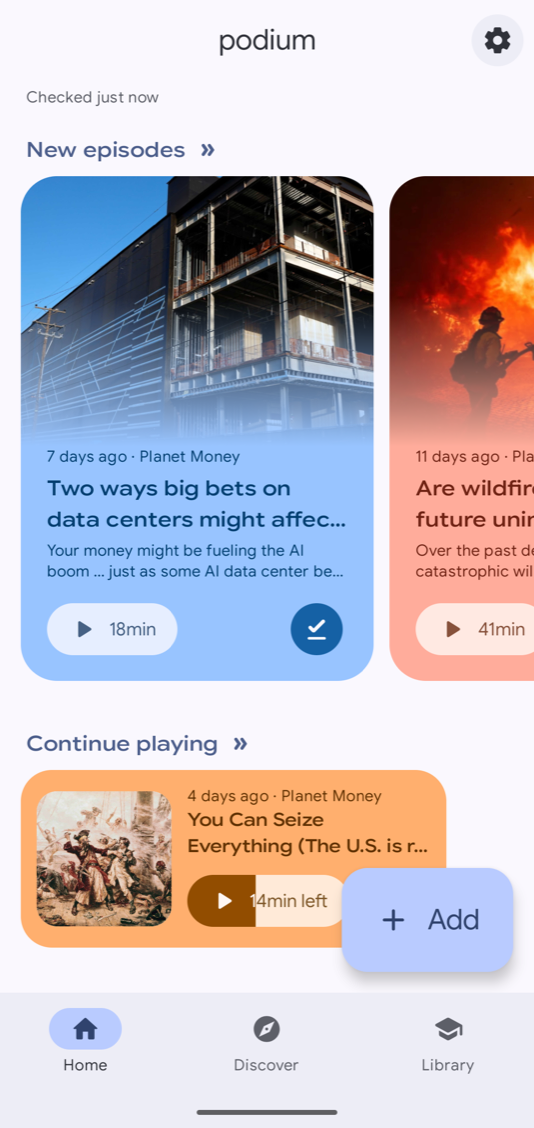 podium
Checked just now
New episodes »
7 days ago · Planet Money
Two ways big bets on
data centers might affec...
Your money might be fueling the AI
boom ... just as some AI data center be...
18min
11 days ago · Pla
Are wildfir
future unin
Over the past de
catastrophic wil
41min
Continue playing »
4 days ago · Planet Money
You Can Seize
Everything (The U.S. is r...
14min left
+ Add
Home
Discover
Library